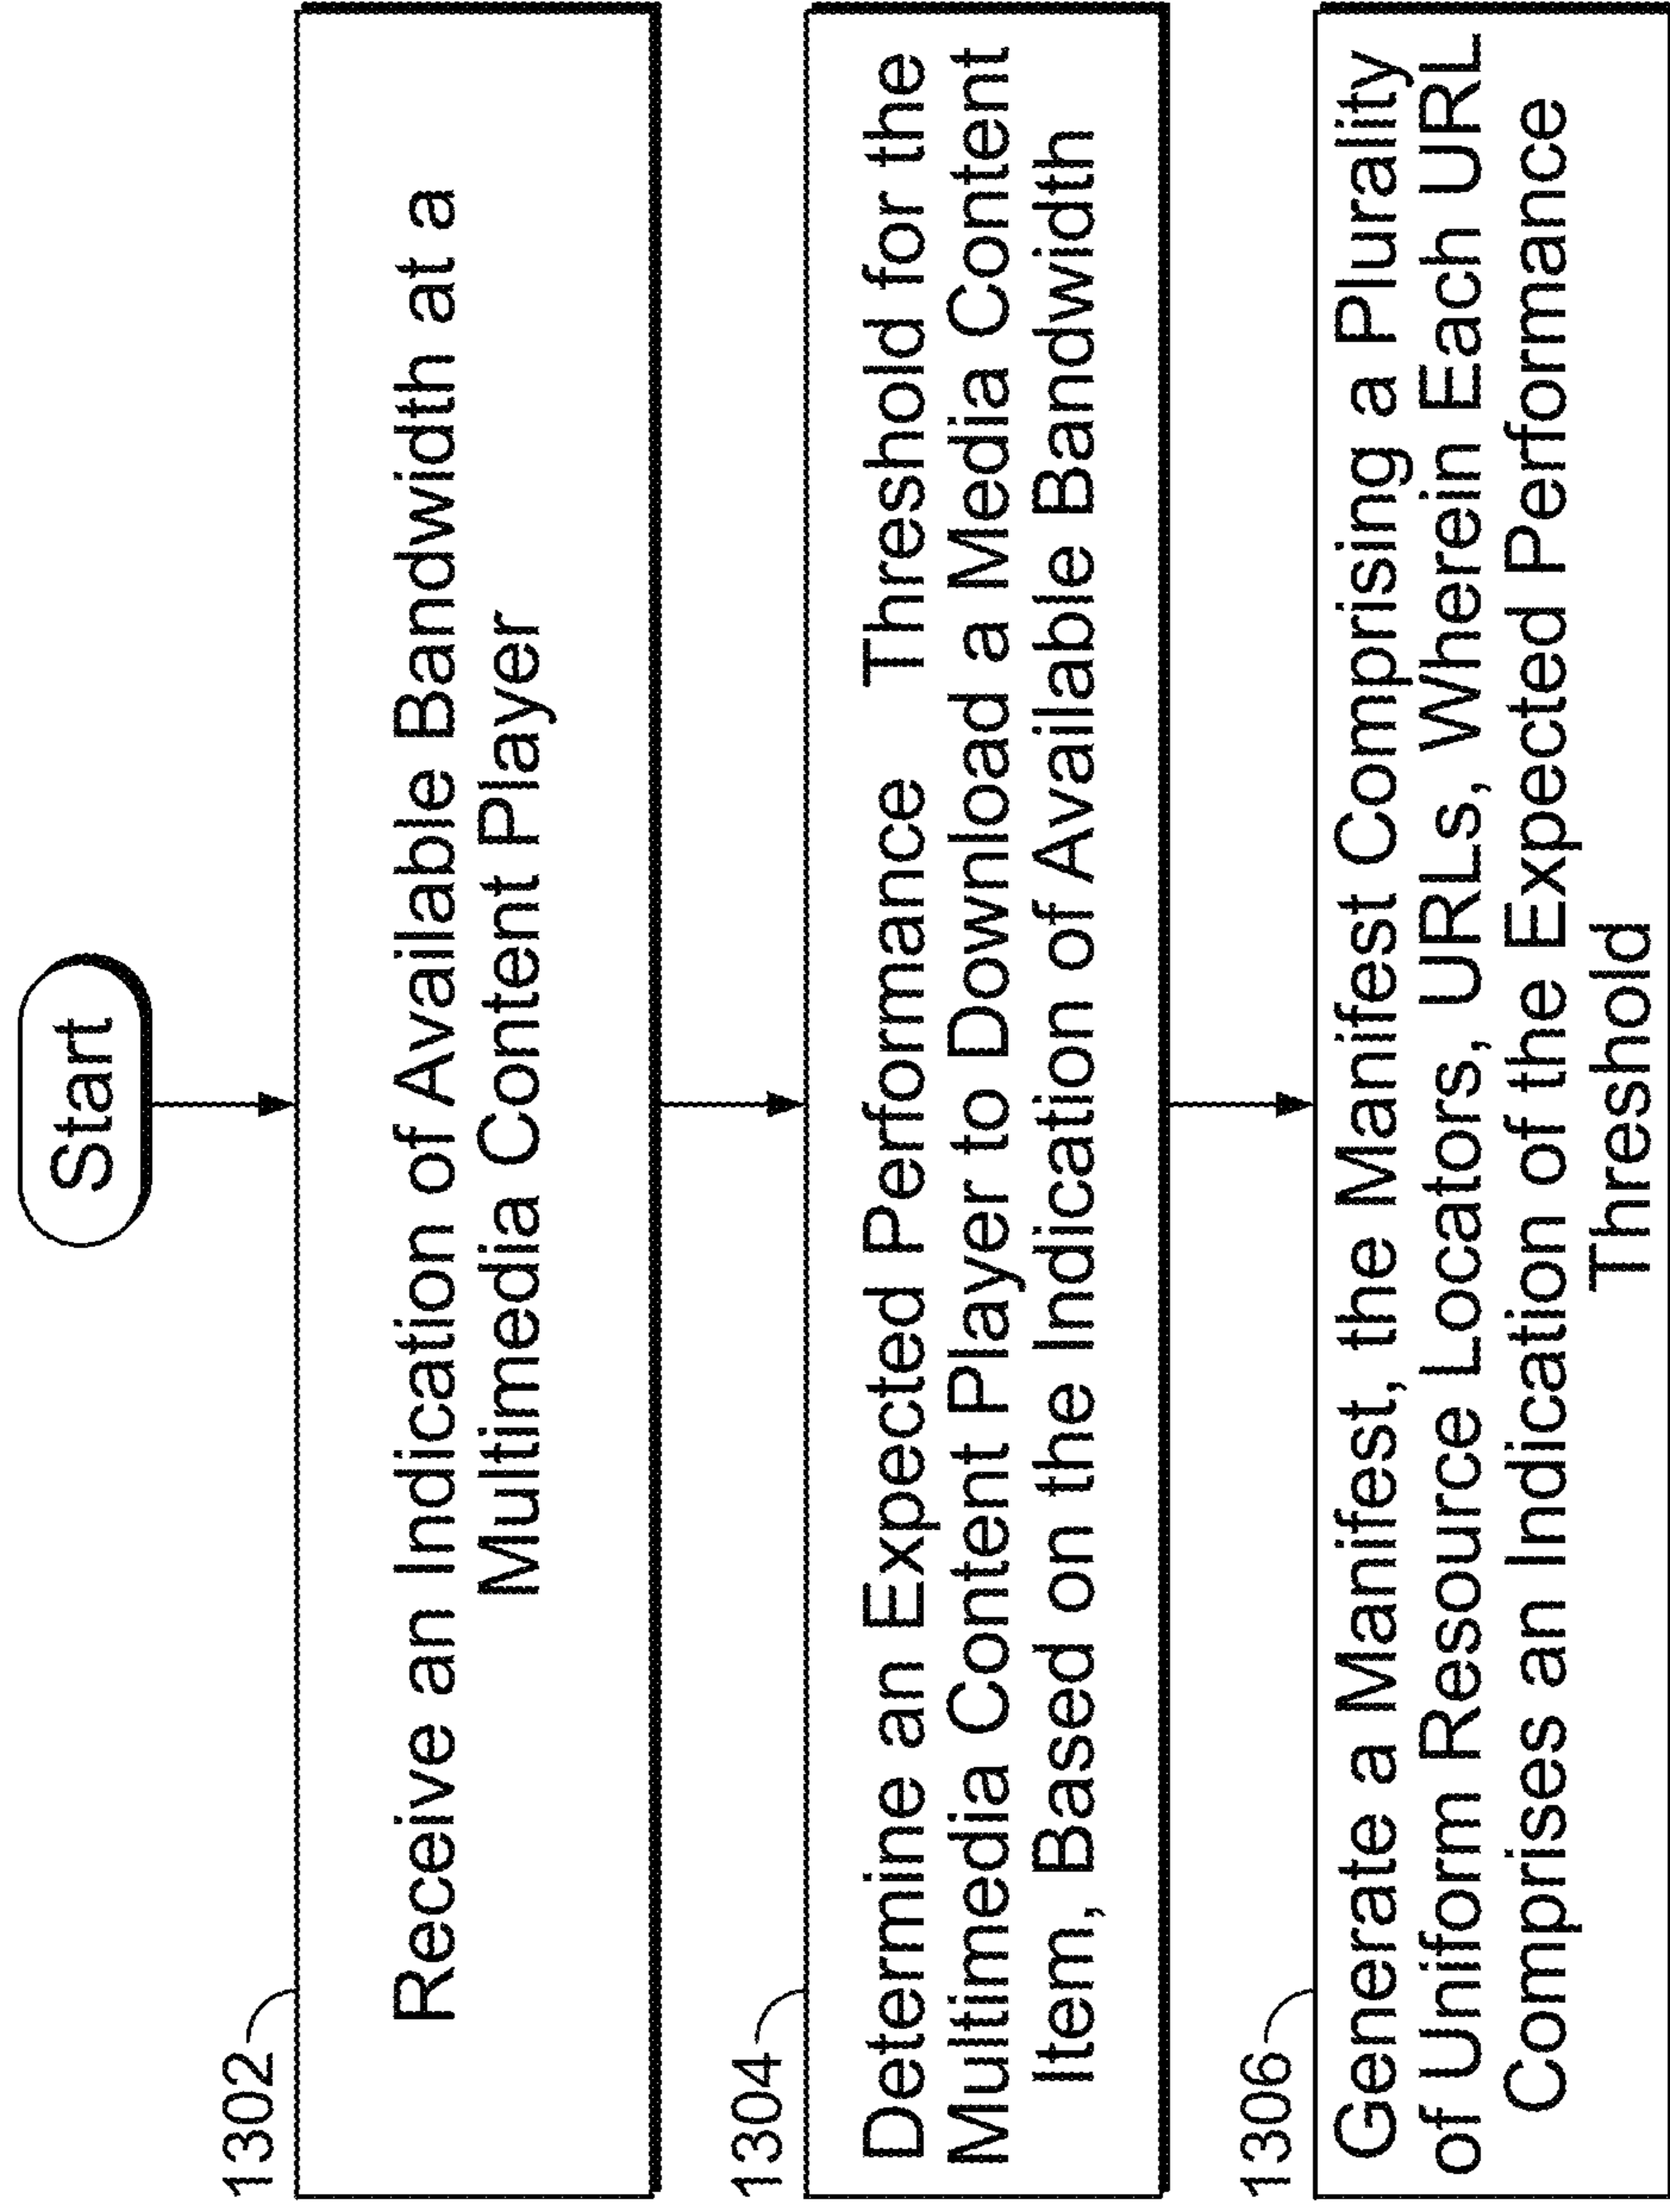 Start
1302
Receive an Indication of Available Bandwidth at a
Multimedia Content Player
1304
Determine an Expected Performance Threshold for the
Multimedia Content Player to Download a Media Content
Item, Based on the Indication of Available Bandwidth
1306
Generate a Manifest, the Manifest Comprising a Plurality
of Uniform Resource Locators, URLs, Wherein Each URL
Comprises an Indication of the Expected Performance
Threshold